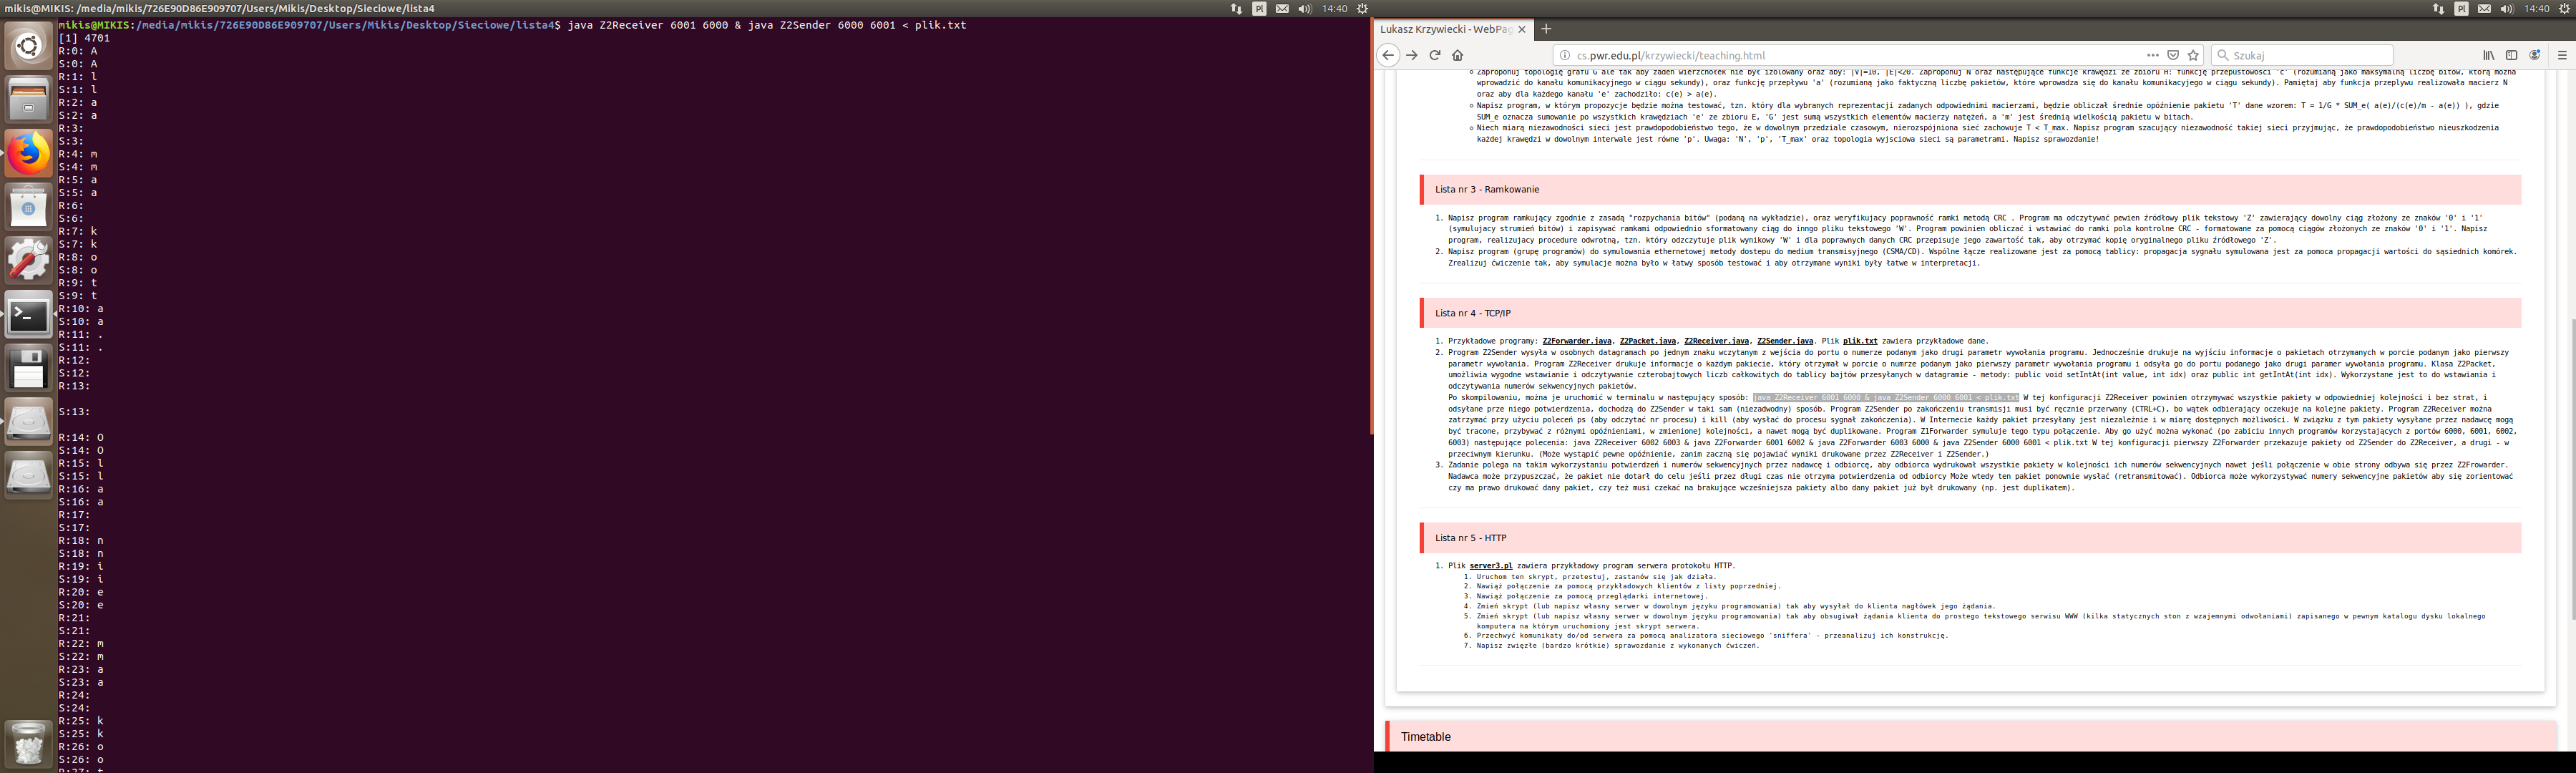 mikis@MIKIS: /media/mikis/726E90D86E909707/Users/Mikis/Desktop/Sieciowe/lista4
Pl
14:40
mikis@MIKIS:/media/mikis/726E90D86E909707/Users/Mikis/Desktop/Sieciowe/lista4$ java Z2Receiver 6001 6000 & java Z2Sender 6000 6001 < plik.txt
[1] 4701
R:0: A
S:0: A
R:1: l
S:1: l
R:2: a
S:2: a
R:3:
S:3:
R:4: m
S:4: m
R:5: a
S:5: a
R:6:
S:6:
R:7: k
S:7: k
R:8: o
S:8: o
R:9: t
S:9: t
R:10: a
S:10: a
R:11: .
S:11: .
R:12:
S:12:
R:13:
S:13:
R:14: O
S:14: O
R:15: l
S:15: l
R:16: a
S:16: a
R:17:
S:17:
R:18: n
S:18: n
R:19: i
S:19: i
R:20: e
S:20: e
R:21:
S:21:
R:22: m
S:22: m
R:23: a
S:23: a
R:24:
S:24:
R:25: k
S:25: k
R:26: o
S:26: o
R:27: t
Pl
14:40
Lukasz Krzywiecki - WebPag
cs.pwr.edu.pl/krzywiecki/teaching.html
Szukaj
Zaproponuj topologię grafu G ale tak aby żaden wierzchołek nie był izolowany oraz aby: |V|=10, |E|<20. Zaproponuj N oraz następujące funkcje krawędzi ze zbioru H: funkcję przepustowości 'c' (rozumianą jako maksymalną liczbę bitów, którą można
wprowadzić do kanału komunikacyjnego w ciągu sekundy), oraz funkcję przepływu 'a' (rozumianą jako faktyczną liczbę pakietów, które wprowadza się do kanału komunikacyjnego w ciągu sekundy). Pamiętaj aby funkcja przeplywu realizowała macierz N
oraz aby dla każdego kanału 'e' zachodziło: c(e) > a(e).
Napisz program, w którym propozycje będzie można testować, tzn. który dla wybranych reprezentacji zadanych odpowiednimi macierzami, będzie obliczał średnie opóźnienie pakietu 'T' dane wzorem: T = 1/G * SUM_e( a(e)/(c(e)/m - a(e)) ), gdzie
SUM_e oznacza sumowanie po wszystkich krawędziach 'e' ze zbioru E, 'G' jest sumą wszystkich elementów macierzy natężeń, a 'm' jest średnią wielkością pakietu w bitach.
Niech miarą niezawodności sieci jest prawdopodobieństwo tego, że w dowolnym przedziale czasowym, nierozspójniona sieć zachowuje T < T_max. Napisz program szacujący niezawodność takiej sieci przyjmując, że prawdopodobieństwo nieuszkodzenia
każdej krawędzi w dowolnym interwale jest równe 'p'. Uwaga: 'N', 'p', 'T_max' oraz topologia wyjsciowa sieci są parametrami. Napisz sprawozdanie!
Lista nr 3 - Ramkowanie
1. Napisz program ramkujący zgodnie z zasadą "rozpychania bitów" (podaną na wykładzie), oraz weryfikujacy poprawność ramki metodą CRC . Program ma odczytywać pewien źródłowy plik tekstowy 'Z' zawierający dowolny ciąg złożony ze znaków '0' i '1'
(symulujacy strumień bitów) i zapisywać ramkami odpowiednio sformatowany ciąg do inngo pliku tekstowego 'W'. Program powinien obliczać i wstawiać do ramki pola kontrolne CRC - formatowane za pomocą ciągów złożonych ze znaków '0' i '1'. Napisz
program, realizujacy procedure odwrotną, tzn. który odzczytuje plik wynikowy 'W' i dla poprawnych danych CRC przepisuje jego zawartość tak, aby otrzymać kopię oryginalnego pliku źródłowego 'Z'.
2. Napisz program (grupę programów) do symulowania ethernetowej metody dostepu do medium transmisyjnego (CSMA/CD). Wspólne łącze realizowane jest za pomocą tablicy: propagacja sygnału symulowana jest za pomoca propagacji wartości do sąsiednich komórek.
Zrealizuj ćwiczenie tak, aby symulacje można było w łatwy sposób testować i aby otrzymane wyniki były łatwe w interpretacji.
Lista nr 4 - TCP/IP
1. Przykładowe programy: Z2Forwarder.java, Z2Packet.java, Z2Receiver.java, Z2Sender.java. Plik plik.txt zawiera przykładowe dane.
2. Program Z2Sender wysyła w osobnych datagramach po jednym znaku wczytanym z wejścia do portu o numerze podanym jako drugi parametr wywołania programu. Jednocześnie drukuje na wyjściu informacje o pakietach otrzymanych w porcie podanym jako pierwszy
parametr wywołania. Program Z2Receiver drukuje informacje o każdym pakiecie, który otrzymał w porcie o numrze podanym jako pierwszy parametr wywołania programu i odsyła go do portu podanego jako drugi paramer wywołania programu. Klasa Z2Packet,
umożliwia wygodne wstawianie i odczytywanie czterobajtowych liczb całkowitych do tablicy bajtów przesyłanych w datagramie - metody: public void setIntAt(int value, int idx) oraz public int getIntAt(int idx). Wykorzystane jest to do wstawiania i
odczytywania numerów sekwencyjnych pakietów.
Po skompilowaniu, można je uruchomić w terminalu w następujący sposób: java Z2Receiver 6001 6000 & java Z2Sender 6000 6001 < plik.txt W tej konfiguracji Z2Receiver powinien otrzymywać wszystkie pakiety w odpowiedniej kolejności i bez strat, i
odsyłane prze niego potwierdzenia, dochodzą do Z2Sender w taki sam (niezadwodny) sposób. Program Z2Sender po zakończeniu transmisji musi być ręcznie przerwany (CTRL+C), bo wątek odbierający oczekuje na kolejne pakiety. Program Z2Receiver można
zatrzymać przy użyciu poleceń ps (aby odczytać nr procesu) i kill (aby wysłać do procesu sygnał zakończenia). W Internecie każdy pakiet przesyłany jest niezależnie i w miarę dostępnych możliwości. W związku z tym pakiety wysyłane przez nadawcę mogą
być tracone, przybywać z różnymi opóźnieniami, w zmienionej kolejności, a nawet mogą być duplikowane. Program Z1Forwarder symuluje tego typu połączenie. Aby go użyć można wykonać (po zabiciu innych programów korzystających z portów 6000, 6001, 6002,
6003) następujące polecenia: java Z2Receiver 6002 6003 & java Z2Forwarder 6001 6002 & java Z2Forwarder 6003 6000 & java Z2Sender 6000 6001 < plik.txt W tej konfiguracji pierwszy Z2Forwarder przekazuje pakiety od Z2Sender do Z2Receiver, a drugi - w
przeciwnym kierunku. (Może wystąpić pewne opóźnienie, zanim zaczną się pojawiać wyniki drukowane przez Z2Receiver i Z2Sender.)
3. Zadanie polega na takim wykorzystaniu potwierdzeń i numerów sekwencyjnych przez nadawcę i odbiorcę, aby odbiorca wydrukował wszystkie pakiety w kolejności ich numerów sekwencyjnych nawet jeśli połączenie w obie strony odbywa się przez Z2Frowarder.
Nadawca może przypuszczać, że pakiet nie dotarł do celu jeśli przez długi czas nie otrzyma potwierdzenia od odbiorcy Może wtedy ten pakiet ponownie wysłać (retransmitować). Odbiorca może wykorzystywać numery sekwencyjne pakietów aby się zorientować
czy ma prawo drukować dany pakiet, czy też musi czekać na brakujące wcześniejsza pakiety albo dany pakiet już był drukowany (np. jest duplikatem).
Lista nr 5 - HTTP
1. Plik server3.pl zawiera przykładowy program serwera protokołu HTTP.
1. Uruchom ten skrypt, przetestuj, zastanów się jak działa.
2. Nawiąż połączenie za pomocą przykładowych klientów z listy poprzedniej.
3. Nawiąż połączenie za pomocą przeglądarki internetowej.
4. Zmień skrypt (lub napisz własny serwer w dowolnym języku programowania) tak aby wysyłał do klienta nagłówek jego żądania.
5. Zmień skrypt (lub napisz własny serwer w dowolnym języku programowania) tak aby obsugiwał żądania klienta do prostego tekstowego serwisu WWW (kilka statycznych ston z wzajemnymi odwołaniami) zapisanego w pewnym katalogu dysku lokalnego
komputera na którym uruchomiony jest skrypt serwera.
6. Przechwyć komunikaty do/od serwera za pomocą analizatora sieciowego 'sniffera' - przeanalizuj ich konstrukcję.
7. Napisz zwięzłe (bardzo krótkie) sprawozdanie z wykonanych ćwiczeń.
Timetable